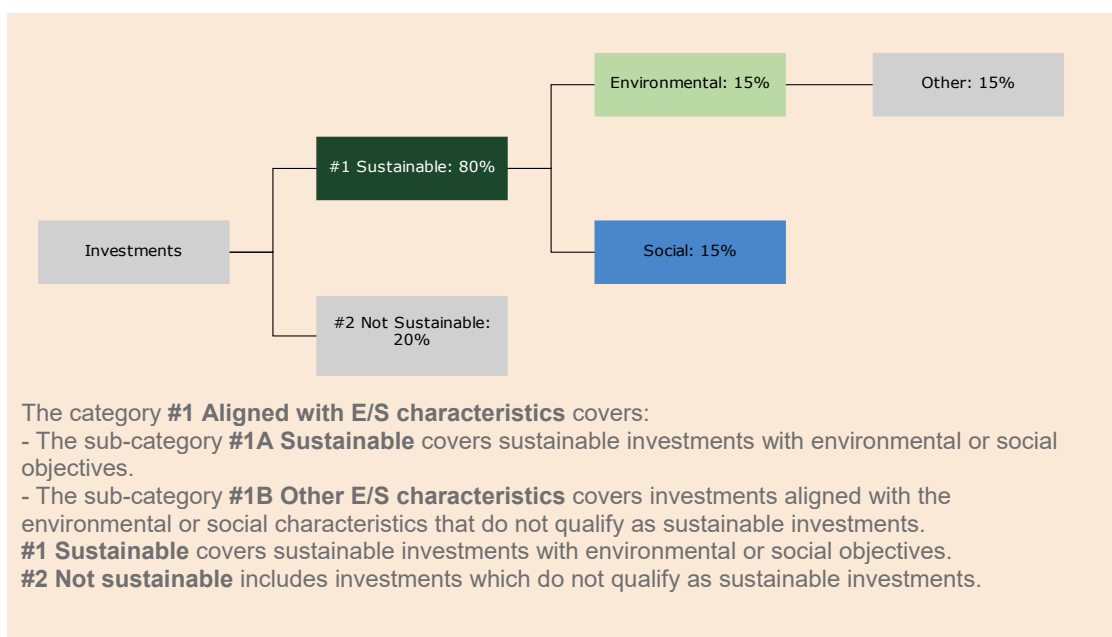 Environmental: 15%
Other: 15%
#1 Sustainable: 80%
Investments
Social: 15%
#2 Not Sustainable:
20%
The category #1 Aligned with E/S characteristics covers:
- The sub-category #1A Sustainable covers sustainable investments with environmental or social
objectives.
- The sub-category #1B Other E/S characteristics covers investments aligned with the
environmental or social characteristics that do not qualify as sustainable investments.
#1 Sustainable covers sustainable investments with environmental or social objectives.
#2 Not sustainable includes investments which do not qualify as sustainable investments.